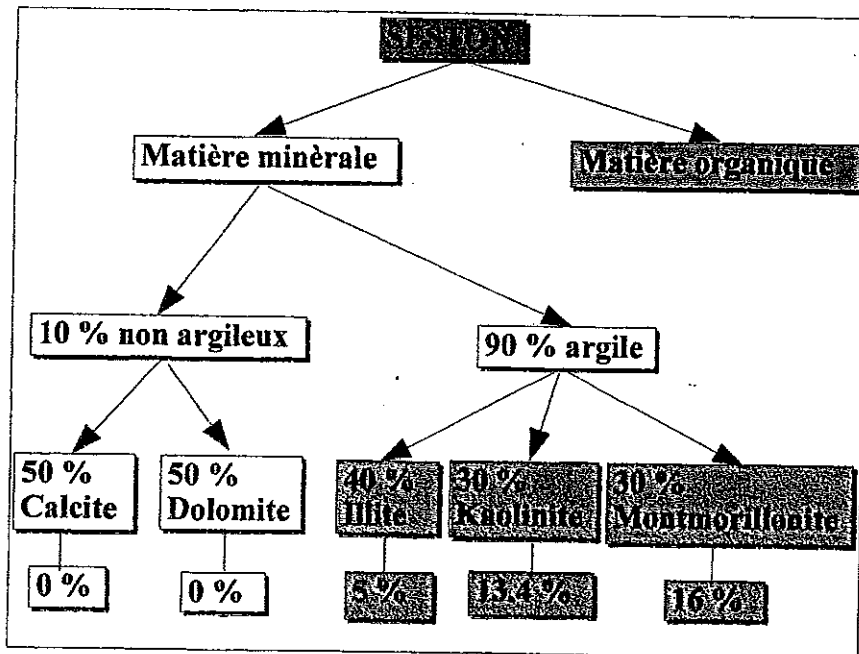 SESTON
Matière minèrale
Matière organique
10 % non argileux
90 % argile
50 %
Calcite
50 %
Dolomite
40 %
Illite
30 %
Kaolinite
30 %
Montmorillonite
0 %
0 %
5 %
13.4 %
16 %